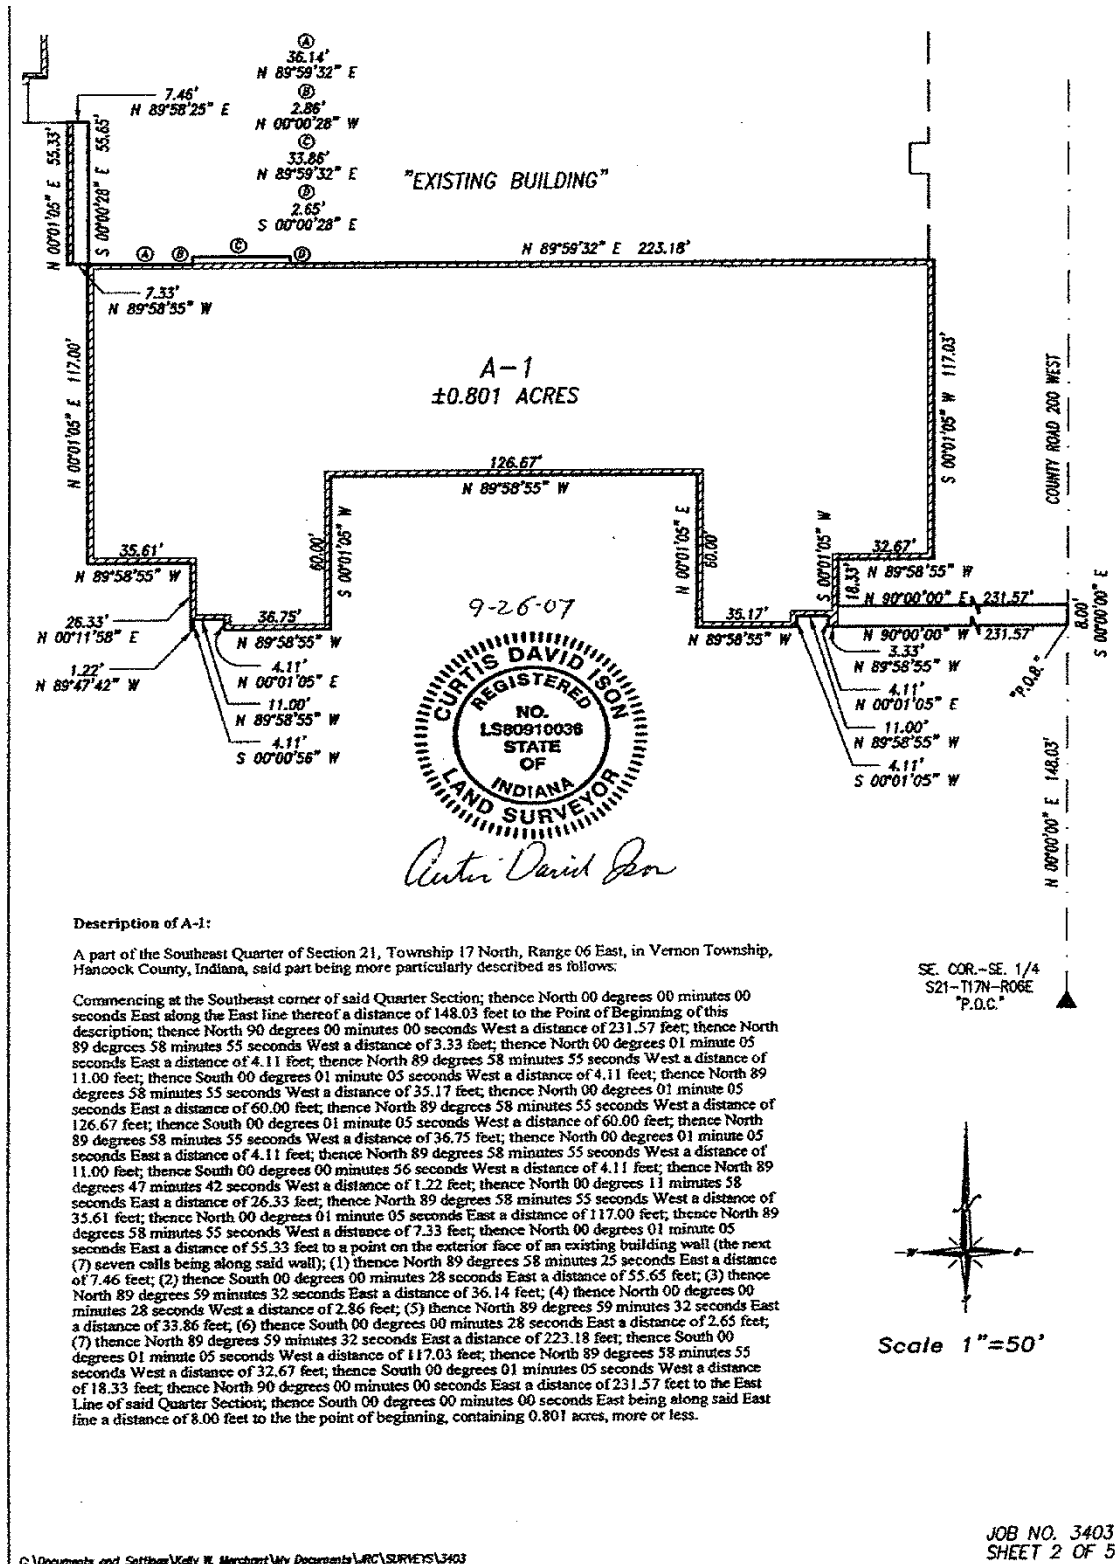 Ⓐ
36.14'
N 89°59'32" E
Ⓑ
2.86'
N 00°00'28" W
Ⓒ
33.86'
N 89°59'32" E
Ⓓ
2.65'
S 00°00'28" E
7.46'
N 89°58'25" E
N 00°01'05" E 55.33'
S 00°00'28" E 55.65'
"EXISTING BUILDING"
Ⓐ Ⓑ Ⓒ Ⓓ
N 89°59'32" E 223.18'
7.33'
N 89°58'55" W
N 00°01'05" E 117.00'
A-1
±0.801 ACRES
S 00°01'05" W 117.03'
COUNTY ROAD 200 WEST
126.67'
N 89°58'55" W
60.00'
S 00°01'05" W
N 00°01'05" E
60.00'
S 00°01'05" W
18.33'
35.61'
N 89°58'55" W
32.67'
N 89°58'55" W
N 90°00'00" E 231.57'
N 90°00'00" W 231.57'
8.00'
S 00°00'00" E
26.33'
N 00°11'58" E
1.22'
N 89°47'42" W
36.75'
N 89°58'55" W
4.11'
N 00°01'05" E
11.00'
N 89°58'55" W
4.11'
S 00°00'56" W
35.17'
N 89°58'55" W
3.33'
N 89°58'55" W
4.11'
N 00°01'05" E
11.00'
N 89°58'55" W
4.11'
S 00°01'05" W
"P.O.B."
N 00°00'00" E 148.03'
9-26-07
CURTIS DAVID ISON
REGISTERED
NO.
LS80910036
STATE
OF
INDIANA
LAND SURVEYOR
Curtis David Ison
SE. COR.-SE. 1/4
S21-T17N-R06E
"P.O.C."
Description of A-1:
A part of the Southeast Quarter of Section 21, Township 17 North, Range 06 East, in Vernon Township,
Hancock County, Indiana, said part being more particularly described as follows:
Commencing at the Southeast corner of said Quarter Section; thence North 00 degrees 00 minutes 00
seconds East along the East line thereof a distance of 148.03 feet to the Point of Beginning of this
description; thence North 90 degrees 00 minutes 00 seconds West a distance of 231.57 feet; thence North
89 degrees 58 minutes 55 seconds West a distance of 3.33 feet; thence North 00 degrees 01 minute 05
seconds East a distance of 4.11 feet; thence North 89 degrees 58 minutes 55 seconds West a distance of
11.00 feet; thence South 00 degrees 01 minute 05 seconds West a distance of 4.11 feet; thence North 89
degrees 58 minutes 55 seconds West a distance of 35.17 feet; thence North 00 degrees 01 minute 05
seconds East a distance of 60.00 feet; thence North 89 degrees 58 minutes 55 seconds West a distance of
126.67 feet; thence South 00 degrees 01 minute 05 seconds West a distance of 60.00 feet; thence North
89 degrees 58 minutes 55 seconds West a distance of 36.75 feet; thence North 00 degrees 01 minute 05
seconds East a distance of 4.11 feet; thence North 89 degrees 58 minutes 55 seconds West a distance of
11.00 feet; thence South 00 degrees 00 minutes 56 seconds West a distance of 4.11 feet; thence North 89
degrees 47 minutes 42 seconds West a distance of 1.22 feet; thence North 00 degrees 11 minutes 58
seconds East a distance of 26.33 feet; thence North 89 degrees 58 minutes 55 seconds West a distance of
35.61 feet; thence North 00 degrees 01 minute 05 seconds East a distance of 117.00 feet; thence North 89
degrees 58 minutes 55 seconds West a distance of 7.33 feet; thence North 00 degrees 01 minute 05
seconds East a distance of 55.33 feet to a point on the exterior face of an existing building wall (the next
(7) seven calls being along said wall); (1) thence North 89 degrees 58 minutes 25 seconds East a distance
of 7.46 feet; (2) thence South 00 degrees 00 minutes 28 seconds East a distance of 55.65 feet; (3) thence
North 89 degrees 59 minutes 32 seconds East a distance of 36.14 feet; (4) thence North 00 degrees 00
minutes 28 seconds West a distance of 2.86 feet; (5) thence North 89 degrees 59 minutes 32 seconds East
a distance of 33.86 feet; (6) thence South 00 degrees 00 minutes 28 seconds East a distance of 2.65 feet;
(7) thence North 89 degrees 59 minutes 32 seconds East a distance of 223.18 feet; thence South 00
degrees 01 minute 05 seconds West a distance of 117.03 feet; thence North 89 degrees 58 minutes 55
seconds West a distance of 32.67 feet; thence South 00 degrees 01 minutes 05 seconds West a distance
of 18.33 feet; thence North 90 degrees 00 minutes 00 seconds East a distance of 231.57 feet to the East
Line of said Quarter Section; thence South 00 degrees 00 minutes 00 seconds East being along said East
line a distance of 8.00 feet to the the point of beginning, containing 0.801 acres, more or less.
Scale 1"=50'
JOB NO. 3403
SHEET 2 OF 5
C:\Documents and Settings\Kelly W. Merchant\My Documents\JRC\SURVEYS\3403